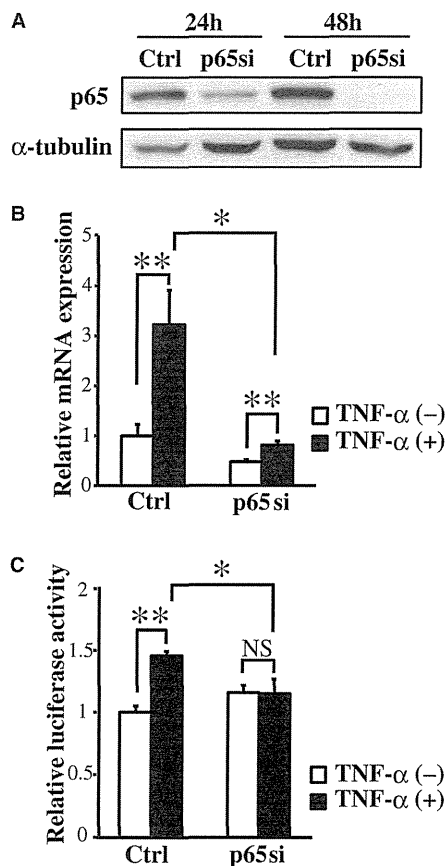 A
24h 48h
Ctrl p65si Ctrl p65si
p65
α-tubulin
B
Relative mRNA expression
5
4
3
2
1
0
**
*
**
TNF-α (−)
TNF-α (+)
Ctrl p65si
C
Relative luciferase activity
2
1.5
1
0.5
0
**
*
NS
TNF-α (−)
TNF-α (+)
Ctrl p65si